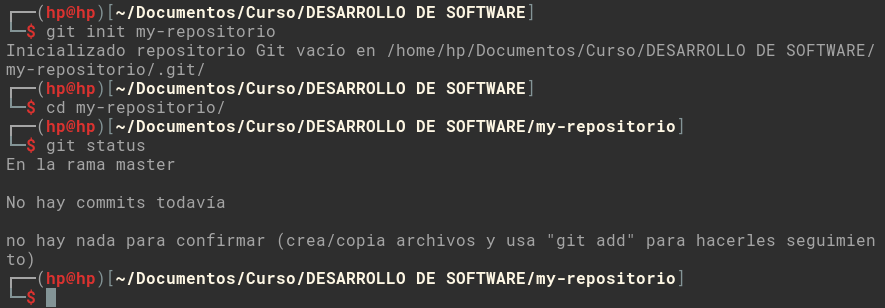 ┌──(hp@hp)[~/Documentos/Curso/DESARROLLO DE SOFTWARE]
└─$ git init my-repositorio
Inicializado repositorio Git vacío en /home/hp/Documentos/Curso/DESARROLLO DE SOFTWARE/
my-repositorio/.git/
┌──(hp@hp)[~/Documentos/Curso/DESARROLLO DE SOFTWARE]
└─$ cd my-repositorio/
┌──(hp@hp)[~/Documentos/Curso/DESARROLLO DE SOFTWARE/my-repositorio]
└─$ git status
En la rama master
No hay commits todavía
no hay nada para confirmar (crea/copia archivos y usa "git add" para hacerles seguimien
to)
┌──(hp@hp)[~/Documentos/Curso/DESARROLLO DE SOFTWARE/my-repositorio]
└─$